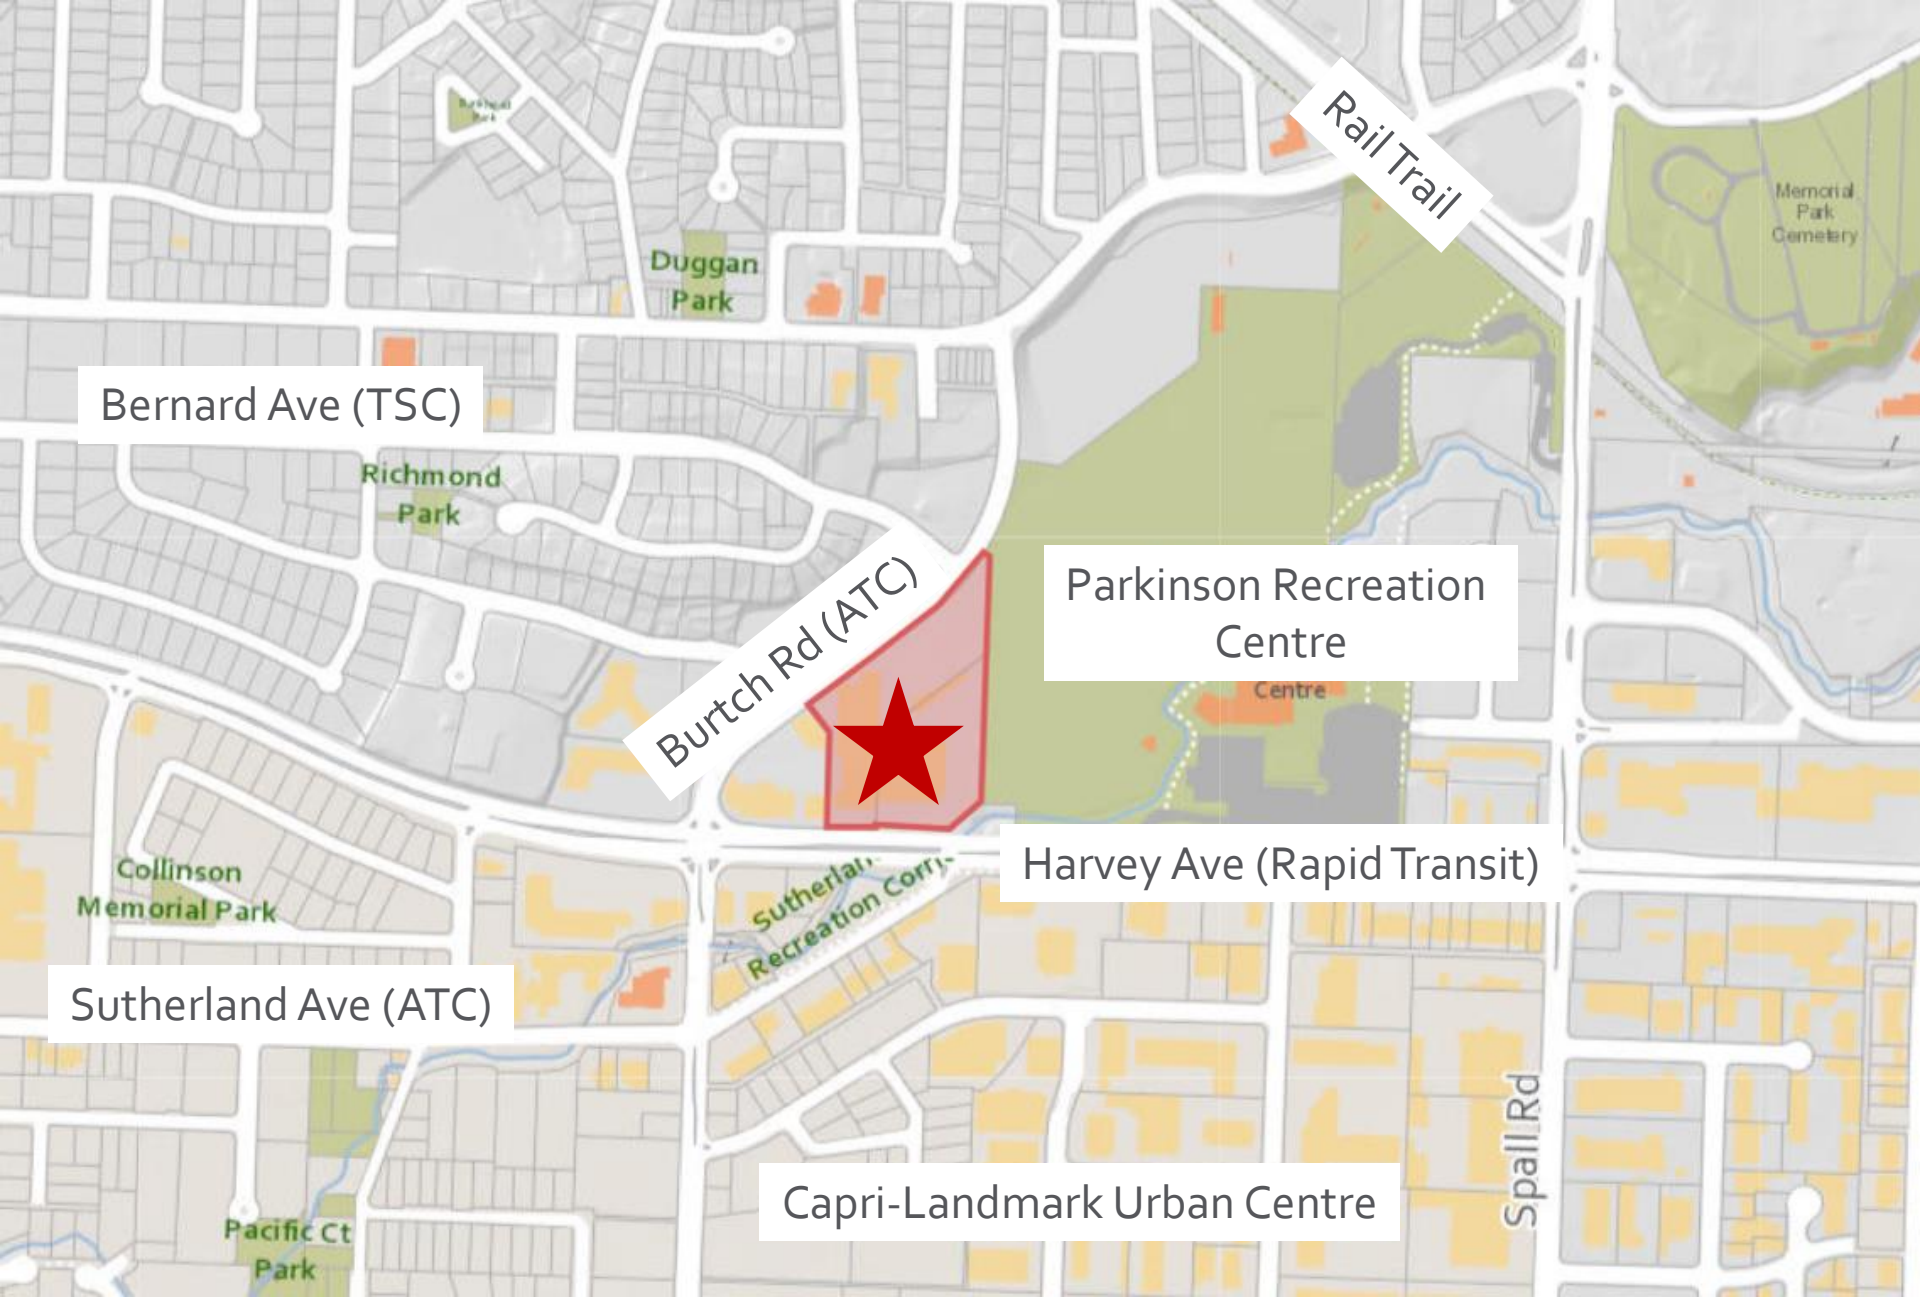 Rail Trail
Memorial
Park
Cemetery
Duggan
Park
Bernard Ave (TSC)
Richmond
Park
Burtch Rd (ATC)
Parkinson Recreation
Centre
Centre
Harvey Ave (Rapid Transit)
Collinson
Memorial Park
Sutherlan
Recreation Corri
Sutherland Ave (ATC)
Spall Rd
Capri-Landmark Urban Centre
Pacific Ct
Park